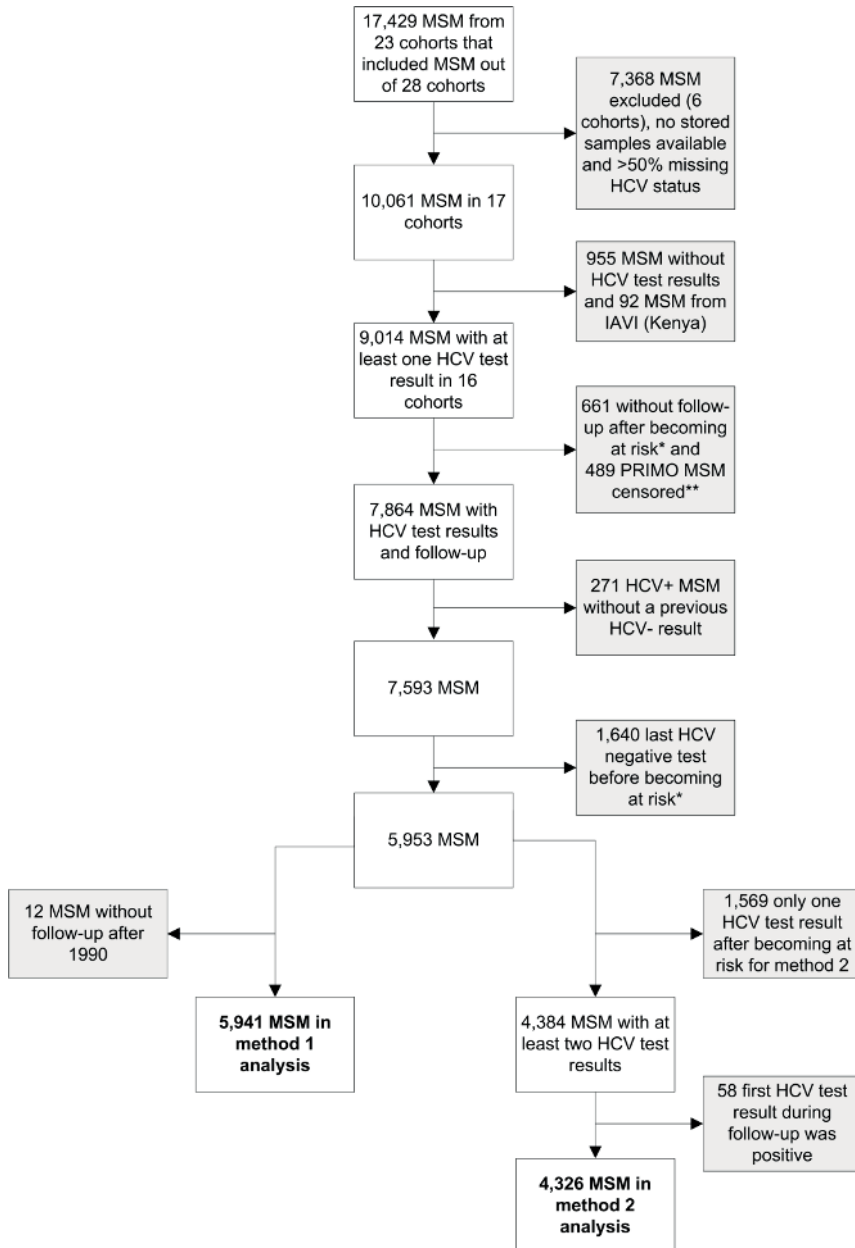 17,429 MSM from
23 cohorts that
included MSM out
of 28 cohorts
7,368 MSM
excluded (6
cohorts), no stored
samples available
and >50% missing
HCV status
10,061 MSM in 17
cohorts
955 MSM without
HCV test results
and 92 MSM from
IAVI (Kenya)
9,014 MSM with at
least one HCV test
result in 16
cohorts
661 without follow-
up after becoming
at risk* and
489 PRIMO MSM
censored**
7,864 MSM with
HCV test results
and follow-up
271 HCV+ MSM
without a previous
HCV- result
7,593 MSM
1,640 last HCV
negative test
before becoming
at risk*
5,953 MSM
12 MSM without
follow-up after
1990
1,569 only one
HCV test result
after becoming at
risk for method 2
5,941 MSM in
method 1
analysis
4,384 MSM with at
least two HCV test
results
58 first HCV test
result during
follow-up was
positive
4,326 MSM in
method 2
analysis